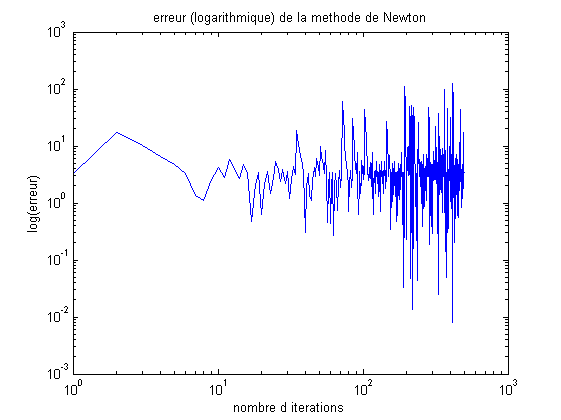 erreur (logarithmique) de la methode de Newton
log(erreur)
10^3
10^2
10^1
10^0
10^-1
10^-2
10^-3
10^0 10^1 10^2 10^3
nombre d iterations